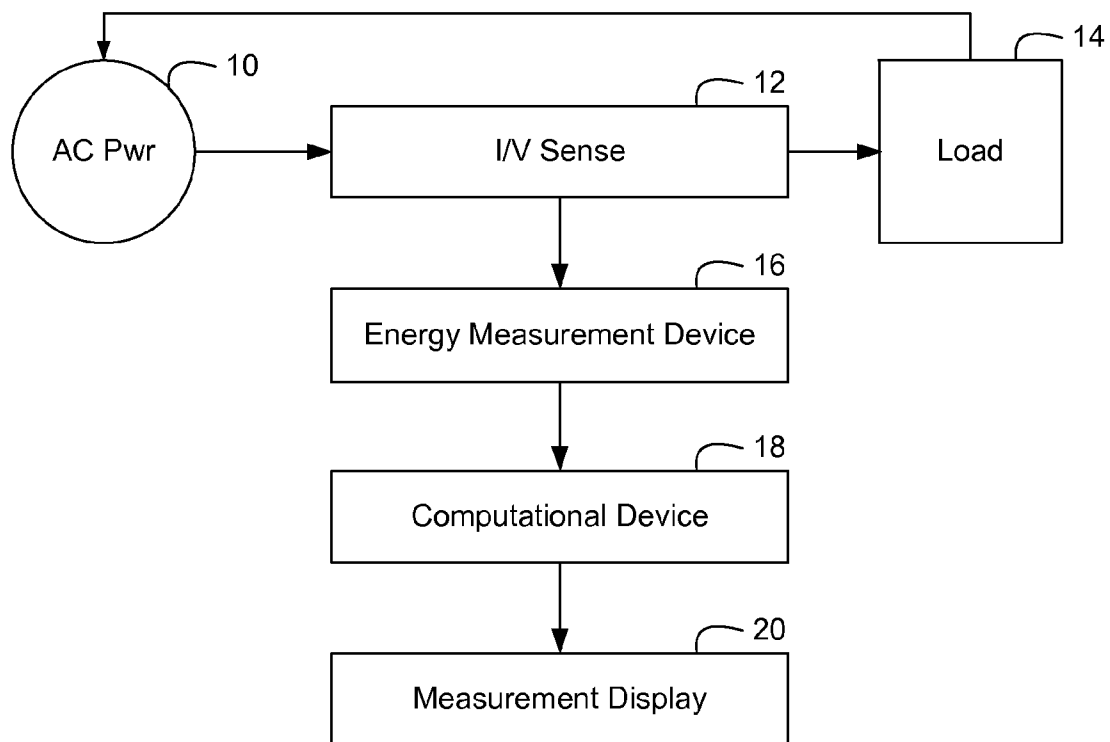 14
10
12
AC Pwr
I/V Sense
Load
16
Energy Measurement Device
18
Computational Device
20
Measurement Display